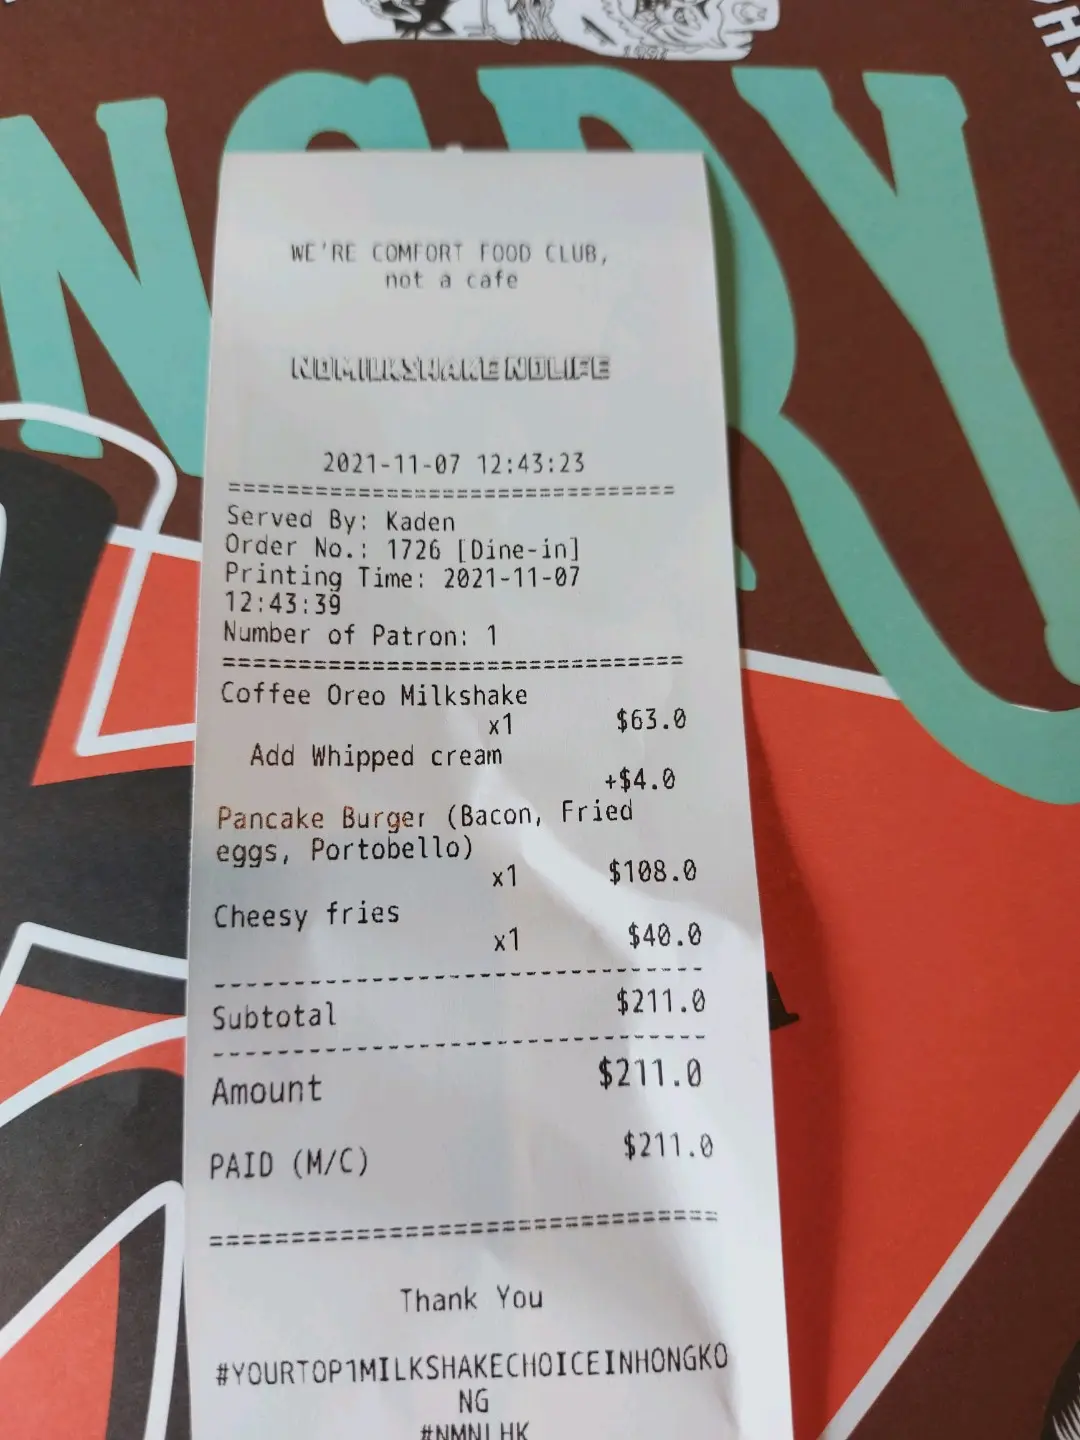 NGRY
WE'RE COMFORT FOOD CLUB,
not a cafe
NOMILKSHAKENOLIFE
2021-11-07 12:43:23
==============================
Served By: Kaden
Order No.: 1726 [Dine-in]
Printing Time: 2021-11-07
12:43:39
Number of Patron: 1
==============================
Coffee Oreo Milkshake
x1 $63.0
Add Whipped cream
+$4.0
Pancake Burger (Bacon, Fried
eggs, Portobello)
x1 $108.0
Cheesy fries
x1 $40.0
------------------------------
Subtotal $211.0
------------------------------
Amount $211.0
PAID (M/C) $211.0
==============================
Thank You
#YOURTOP1MILKSHAKECHOICEINHONGKO
NG
#NMNLHK